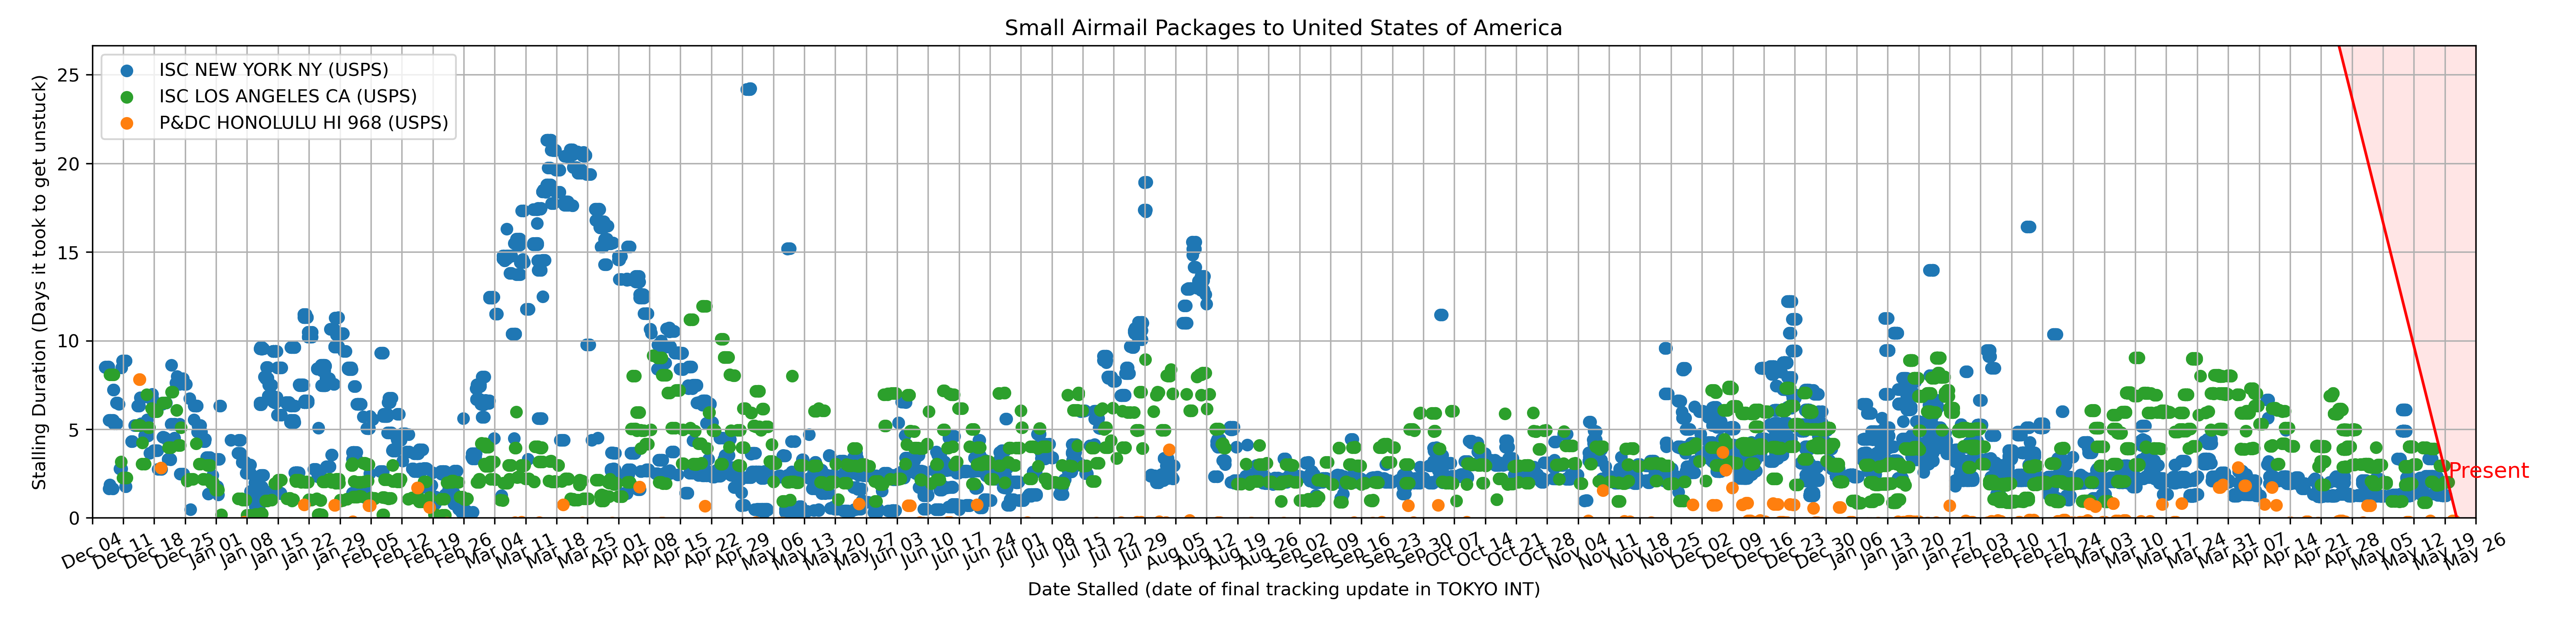 Small Airmail Packages to United States of America
ISC NEW YORK NY (USPS)
ISC LOS ANGELES CA (USPS)
P&DC HONOLULU HI 968 (USPS)
Stalling Duration (Days it took to get unstuck)
25
20
15
10
5
0
Present
Dec 04 Dec 11 Dec 18 Dec 25 Jan 01 Jan 08 Jan 15 Jan 22 Jan 29 Feb 05 Feb 12 Feb 19 Feb 26 Mar 04 Mar 11 Mar 18 Mar 25 Apr 01 Apr 08 Apr 15 Apr 22 Apr 29 May 06 May 13 May 20 May 27 Jun 03 Jun 10 Jun 17 Jun 24 Jul 01 Jul 08 Jul 15 Jul 22 Jul 29 Aug 05 Aug 12 Aug 19 Aug 26 Sep 02 Sep 09 Sep 16 Sep 23 Sep 30 Oct 07 Oct 14 Oct 21 Oct 28 Nov 04 Nov 11 Nov 18 Nov 25 Dec 02 Dec 09 Dec 16 Dec 23 Dec 30 Jan 06 Jan 13 Jan 20 Jan 27 Feb 03 Feb 10 Feb 17 Feb 24 Mar 03 Mar 10 Mar 17 Mar 24 Mar 31 Apr 07 Apr 14 Apr 21 Apr 28 May 05 May 12 May 19 May 26
Date Stalled (date of final tracking update in TOKYO INT)